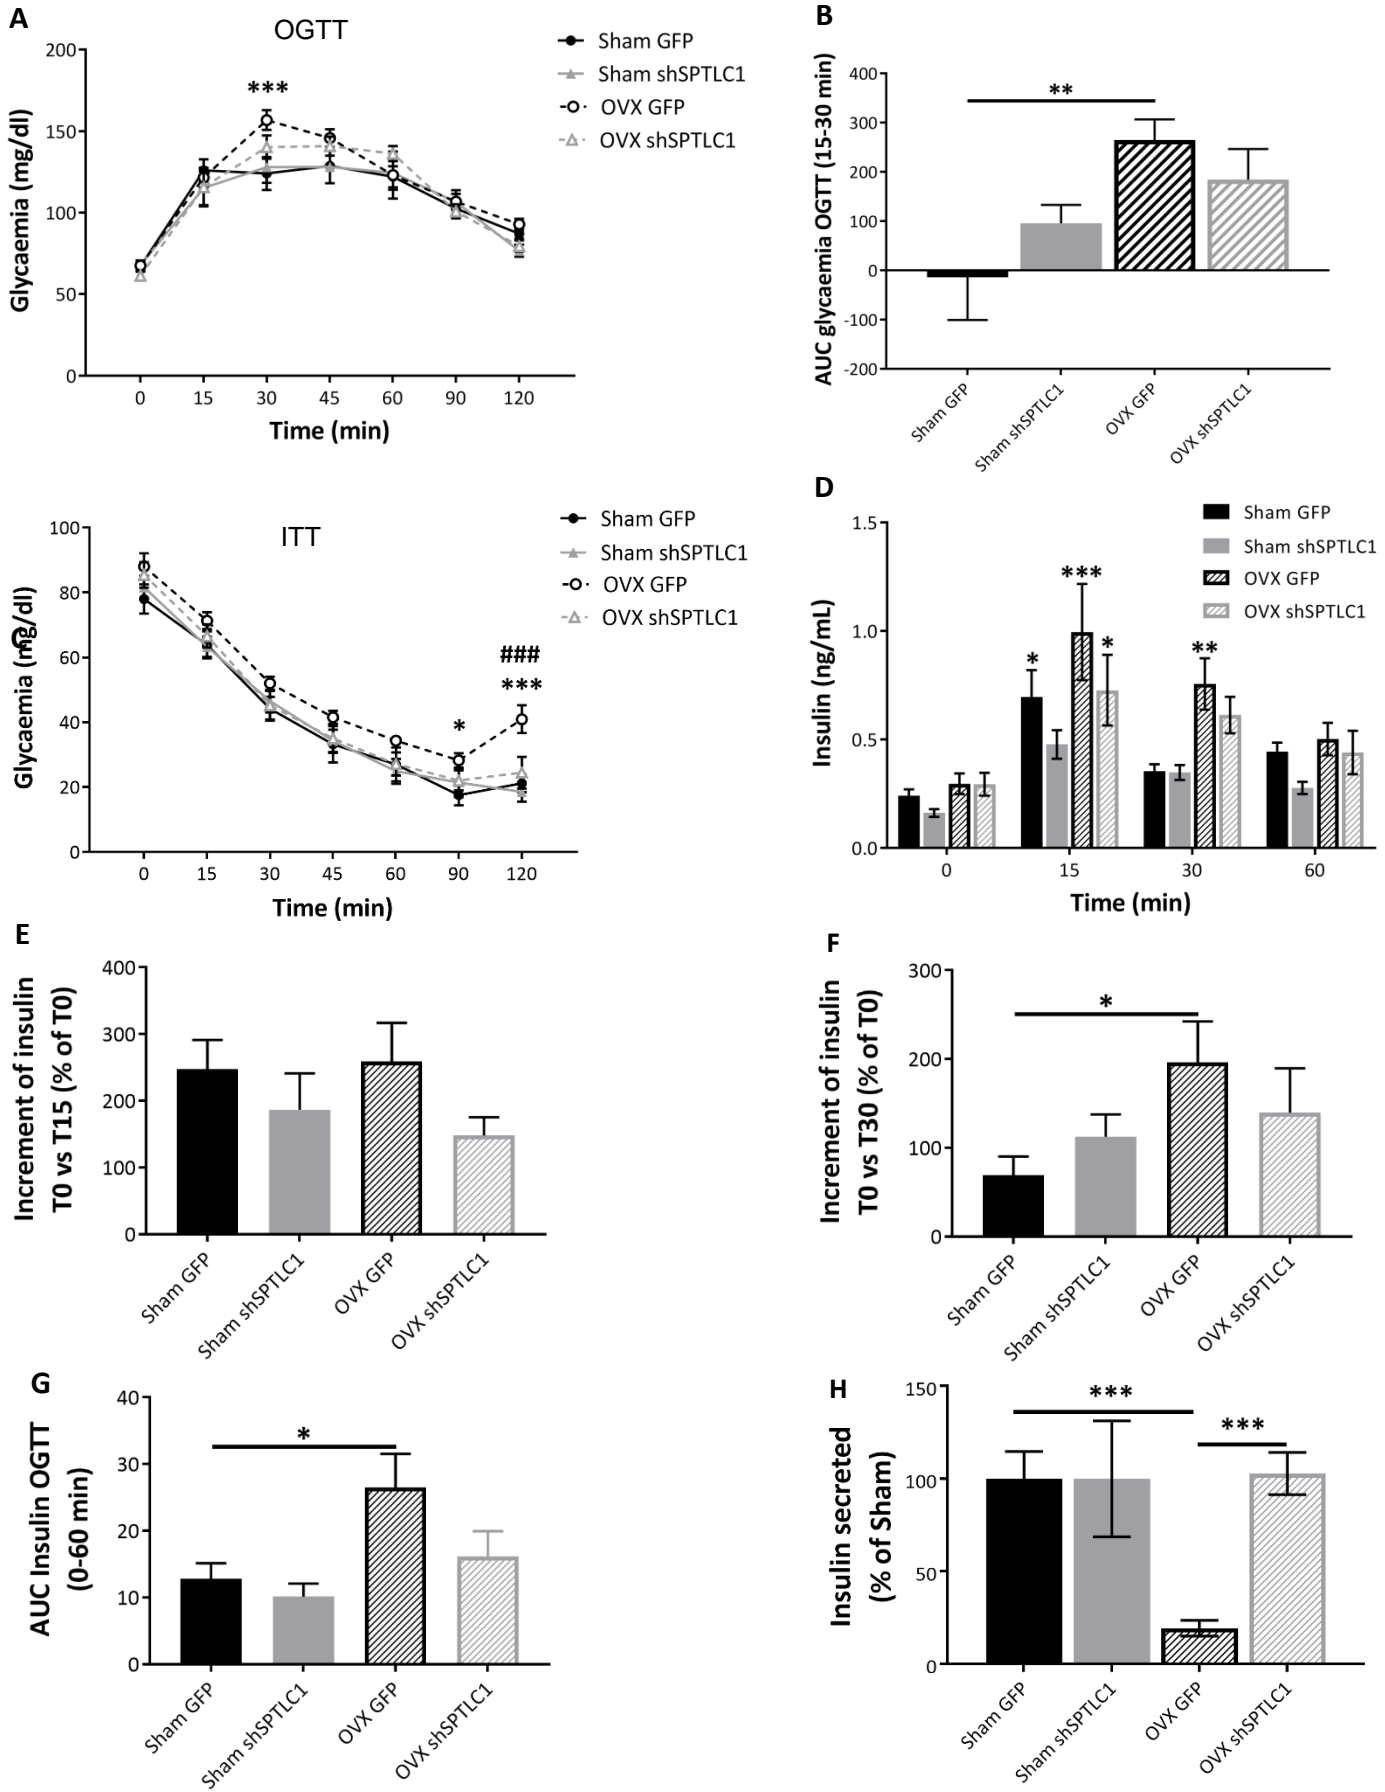 A
OGTT
Glycaemia (mg/dl)
200
150
100
50
0
0 15 30 45 60 90 120
Time (min)
***
Sham GFP
Sham shSPTLC1
OVX GFP
OVX shSPTLC1
B
AUC glycaemia OGTT (15-30 min)
400
300
200
100
0
-100
-200
**
Sham GFP
Sham shSPTLC1
OVX GFP
OVX shSPTLC1
C
ITT
Glycaemia (mg/dl)
100
80
60
40
20
0
0 15 30 45 60 90 120
Time (min)
*
###
***
Sham GFP
Sham shSPTLC1
OVX GFP
OVX shSPTLC1
D
Insulin (ng/mL)
1.5
1.0
0.5
0.0
0 15 30 60
Time (min)
*
***
*
**
Sham GFP
Sham shSPTLC1
OVX GFP
OVX shSPTLC1
E
Increment of insulin
T0 vs T15 (% of T0)
400
300
200
100
0
Sham GFP
Sham shSPTLC1
OVX GFP
OVX shSPTLC1
F
Increment of insulin
T0 vs T30 (% of T0)
300
200
100
0
*
Sham GFP
Sham shSPTLC1
OVX GFP
OVX shSPTLC1
G
AUC Insulin OGTT
(0-60 min)
40
30
20
10
0
*
Sham GFP
Sham shSPTLC1
OVX GFP
OVX shSPTLC1
H
Insulin secreted
(% of Sham)
150
100
50
0
***
***
Sham GFP
Sham shSPTLC1
OVX GFP
OVX shSPTLC1